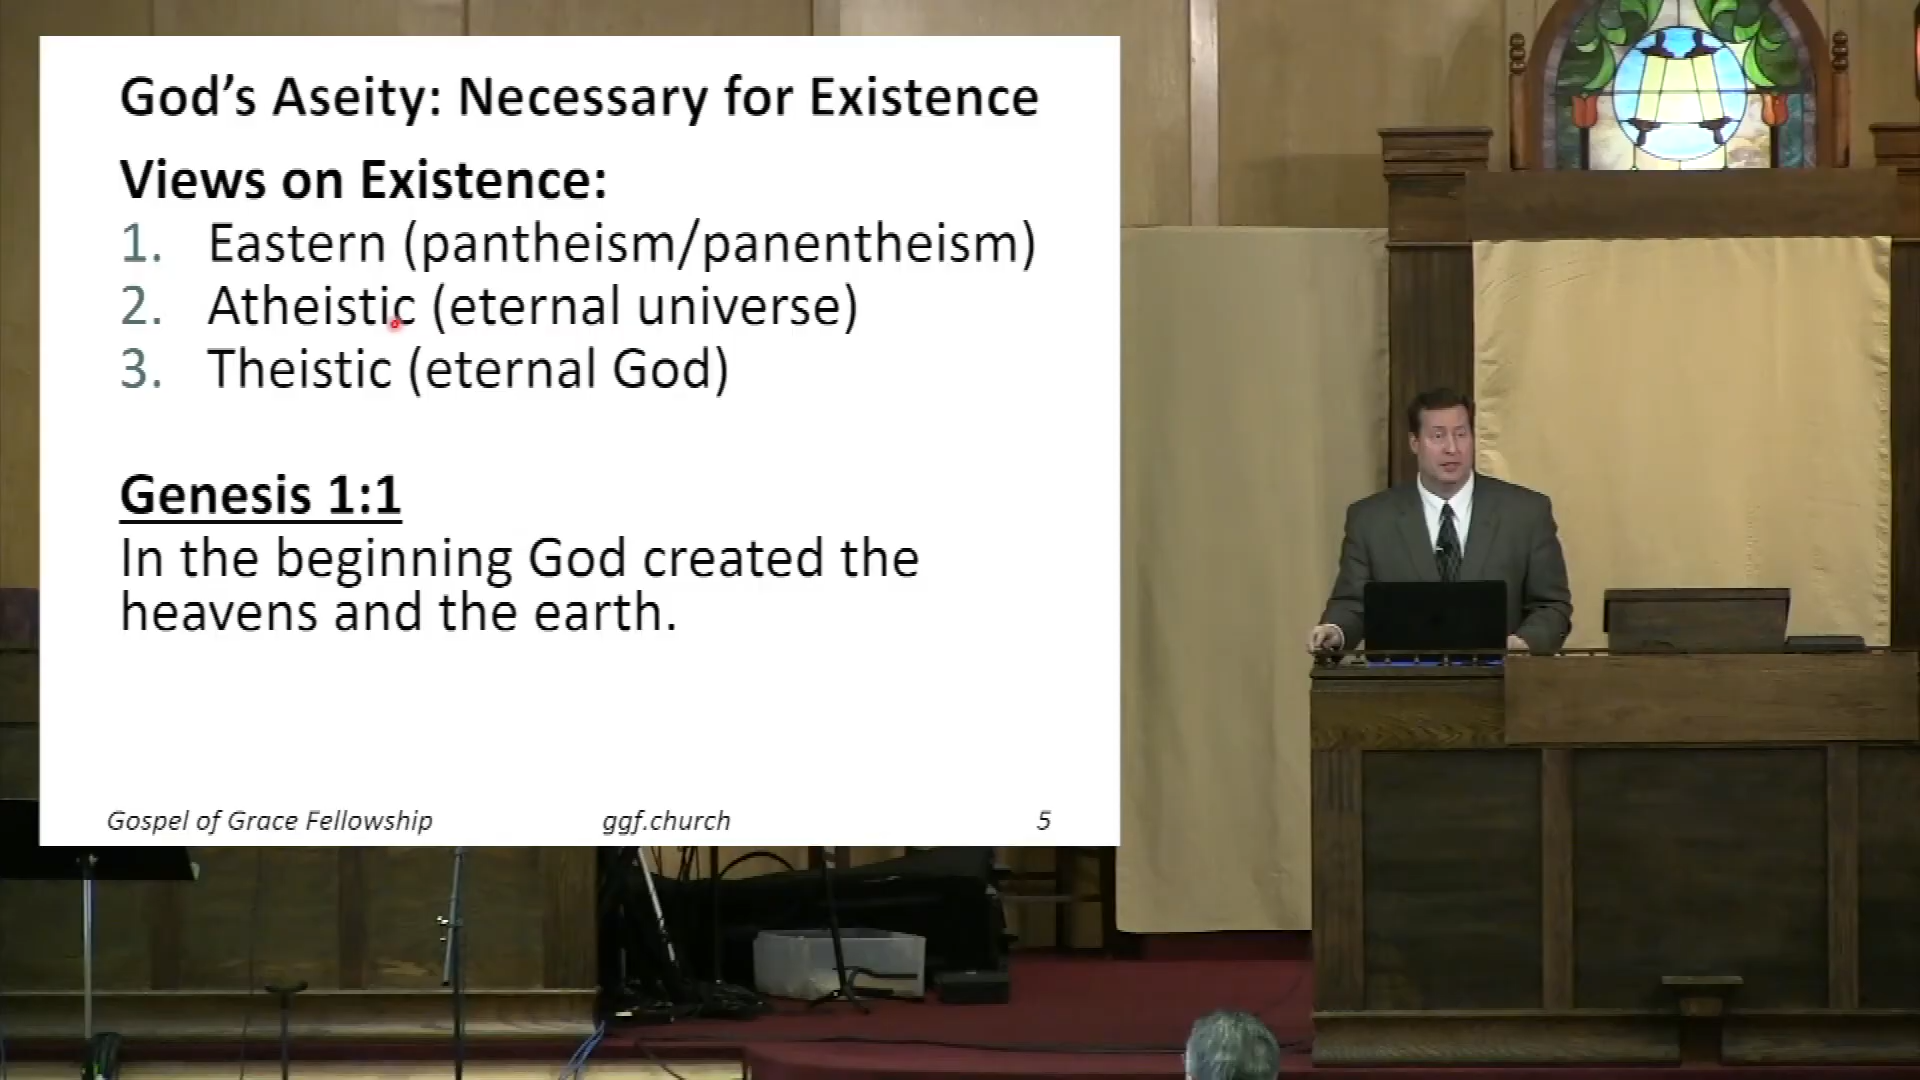 God’s Aseity: Necessary for Existence
Views on Existence:
1. Eastern (pantheism/panentheism)
2. Atheistic (eternal universe)
3. Theistic (eternal God)
Genesis 1:1
In the beginning God created the
heavens and the earth.
Gospel of Grace Fellowship ggf.church 5